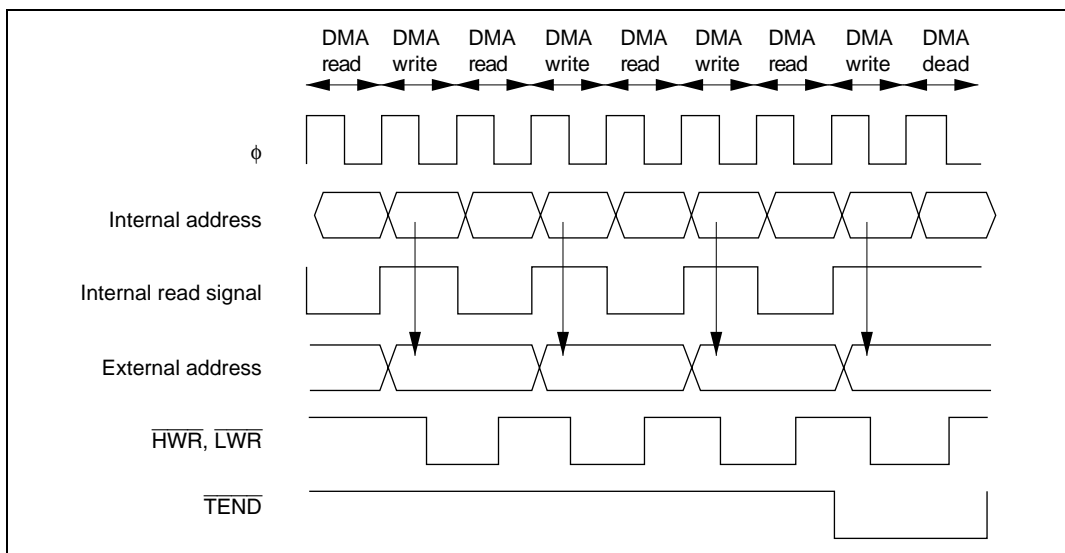 DMA read
DMA write
DMA read
DMA write
DMA read
DMA write
DMA read
DMA write
DMA dead
ϕ
Internal address
Internal read signal
External address
HWR, LWR
TEND